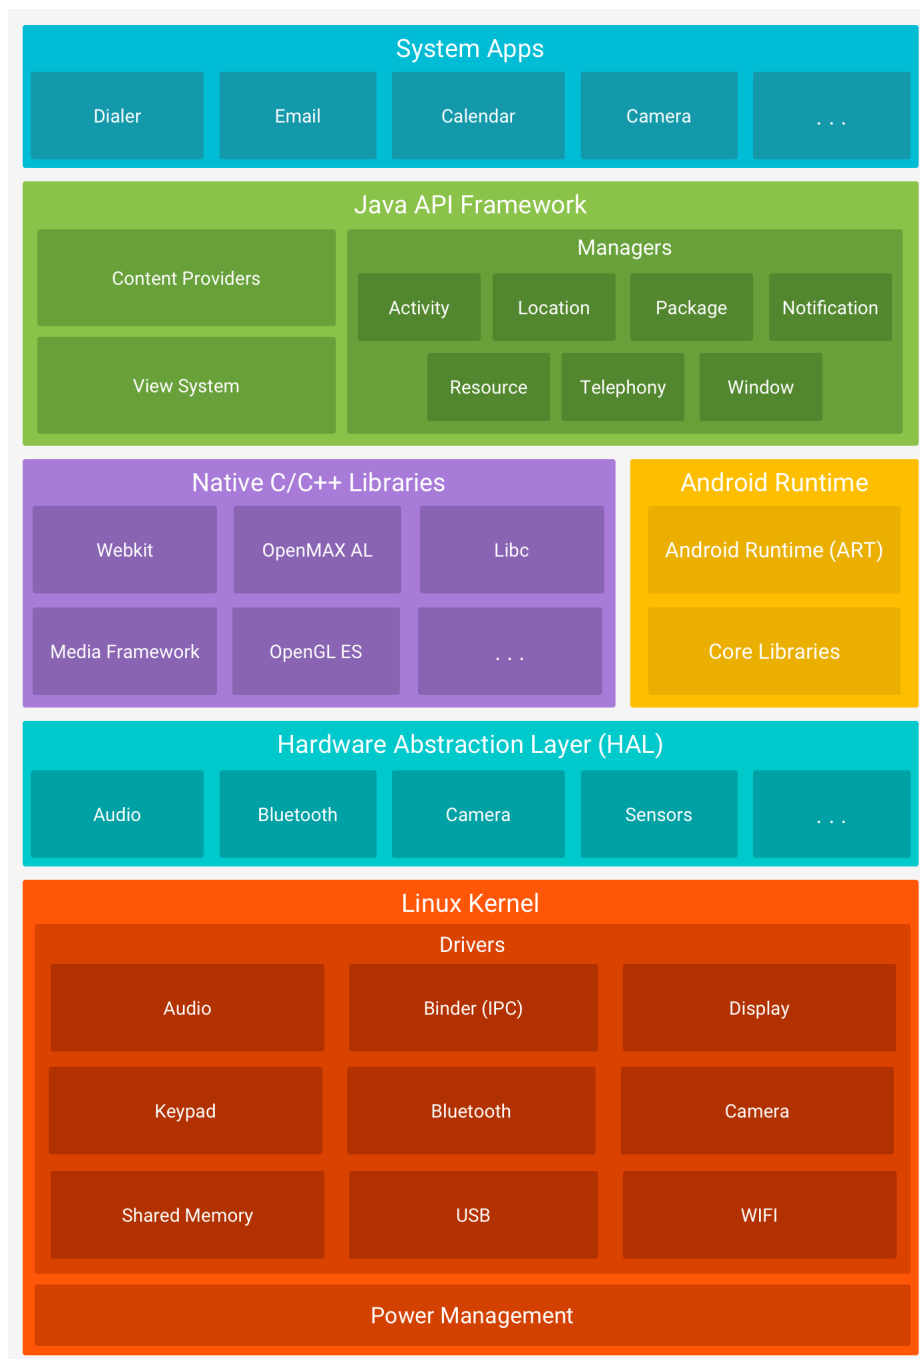 System Apps
Dialer
Email
Calendar
Camera
. . .
Java API Framework
Content Providers
View System
Managers
Activity
Location
Package
Notification
Resource
Telephony
Window
Native C/C++ Libraries
Webkit
OpenMAX AL
Libc
Media Framework
OpenGL ES
. . .
Android Runtime
Android Runtime (ART)
Core Libraries
Hardware Abstraction Layer (HAL)
Audio
Bluetooth
Camera
Sensors
. . .
Linux Kernel
Drivers
Audio
Binder (IPC)
Display
Keypad
Bluetooth
Camera
Shared Memory
USB
WIFI
Power Management